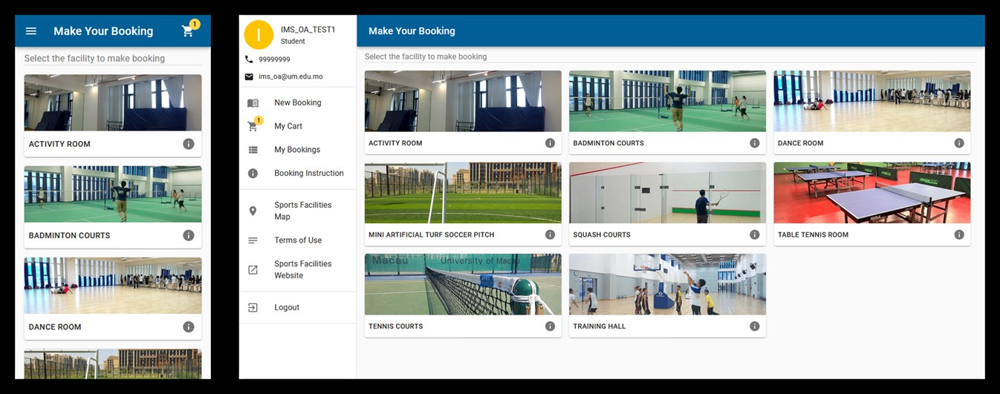 Make Your Booking
1
Select the facility to make booking
ACTIVITY ROOM
BADMINTON COURTS
DANCE ROOM
I
IMS_OA_TEST1
Student
99999999
ims_oa@um.edu.mo
New Booking
1
My Cart
My Bookings
Booking Instruction
Sports Facilities
Map
Terms of Use
Sports Facilities
Website
Logout
Make Your Booking
Select the facility to make booking
ACTIVITY ROOM
BADMINTON COURTS
DANCE ROOM
MINI ARTIFICIAL TURF SOCCER PITCH
SQUASH COURTS
TABLE TENNIS ROOM
Macau
University of Macau
TENNIS COURTS
TRAINING HALL